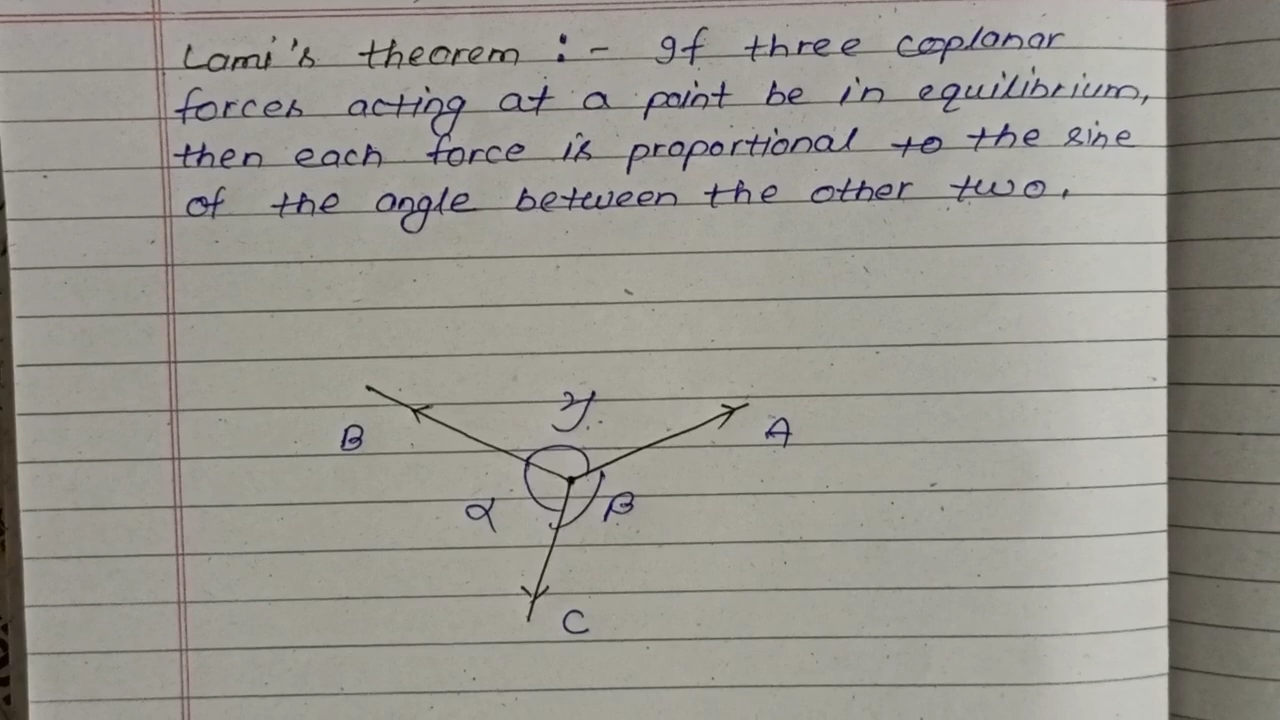 Lami's theorem :- If three coplanar
forces acting at a point be in equilibrium,
then each force is proportional to the sine
of the angle between the other two.
γ
B
A
α
β
C